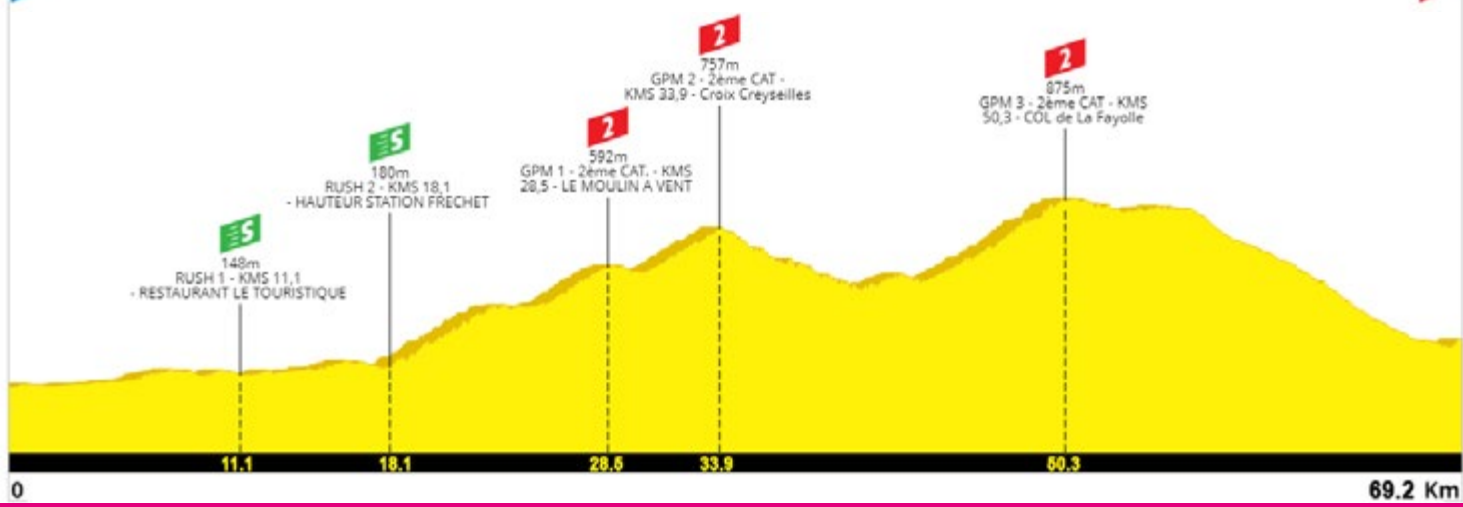 2
757m
GPM 2 - 2ème CAT -
KMS 33,9 - Croix Creyseilles
2
875m
GPM 3 - 2ème CAT - KMS
50,3 - COL de La Fayolle
2
592m
GPM 1 - 2ème CAT. - KMS
28,5 - LE MOULIN A VENT
S
180m
RUSH 2 - KMS 18,1
- HAUTEUR STATION FRECHET
S
148m
RUSH 1 - KMS 11,1
- RESTAURANT LE TOURISTIQUE
11.1 18.1 28.5 33.9 50.3
0 69.2 Km